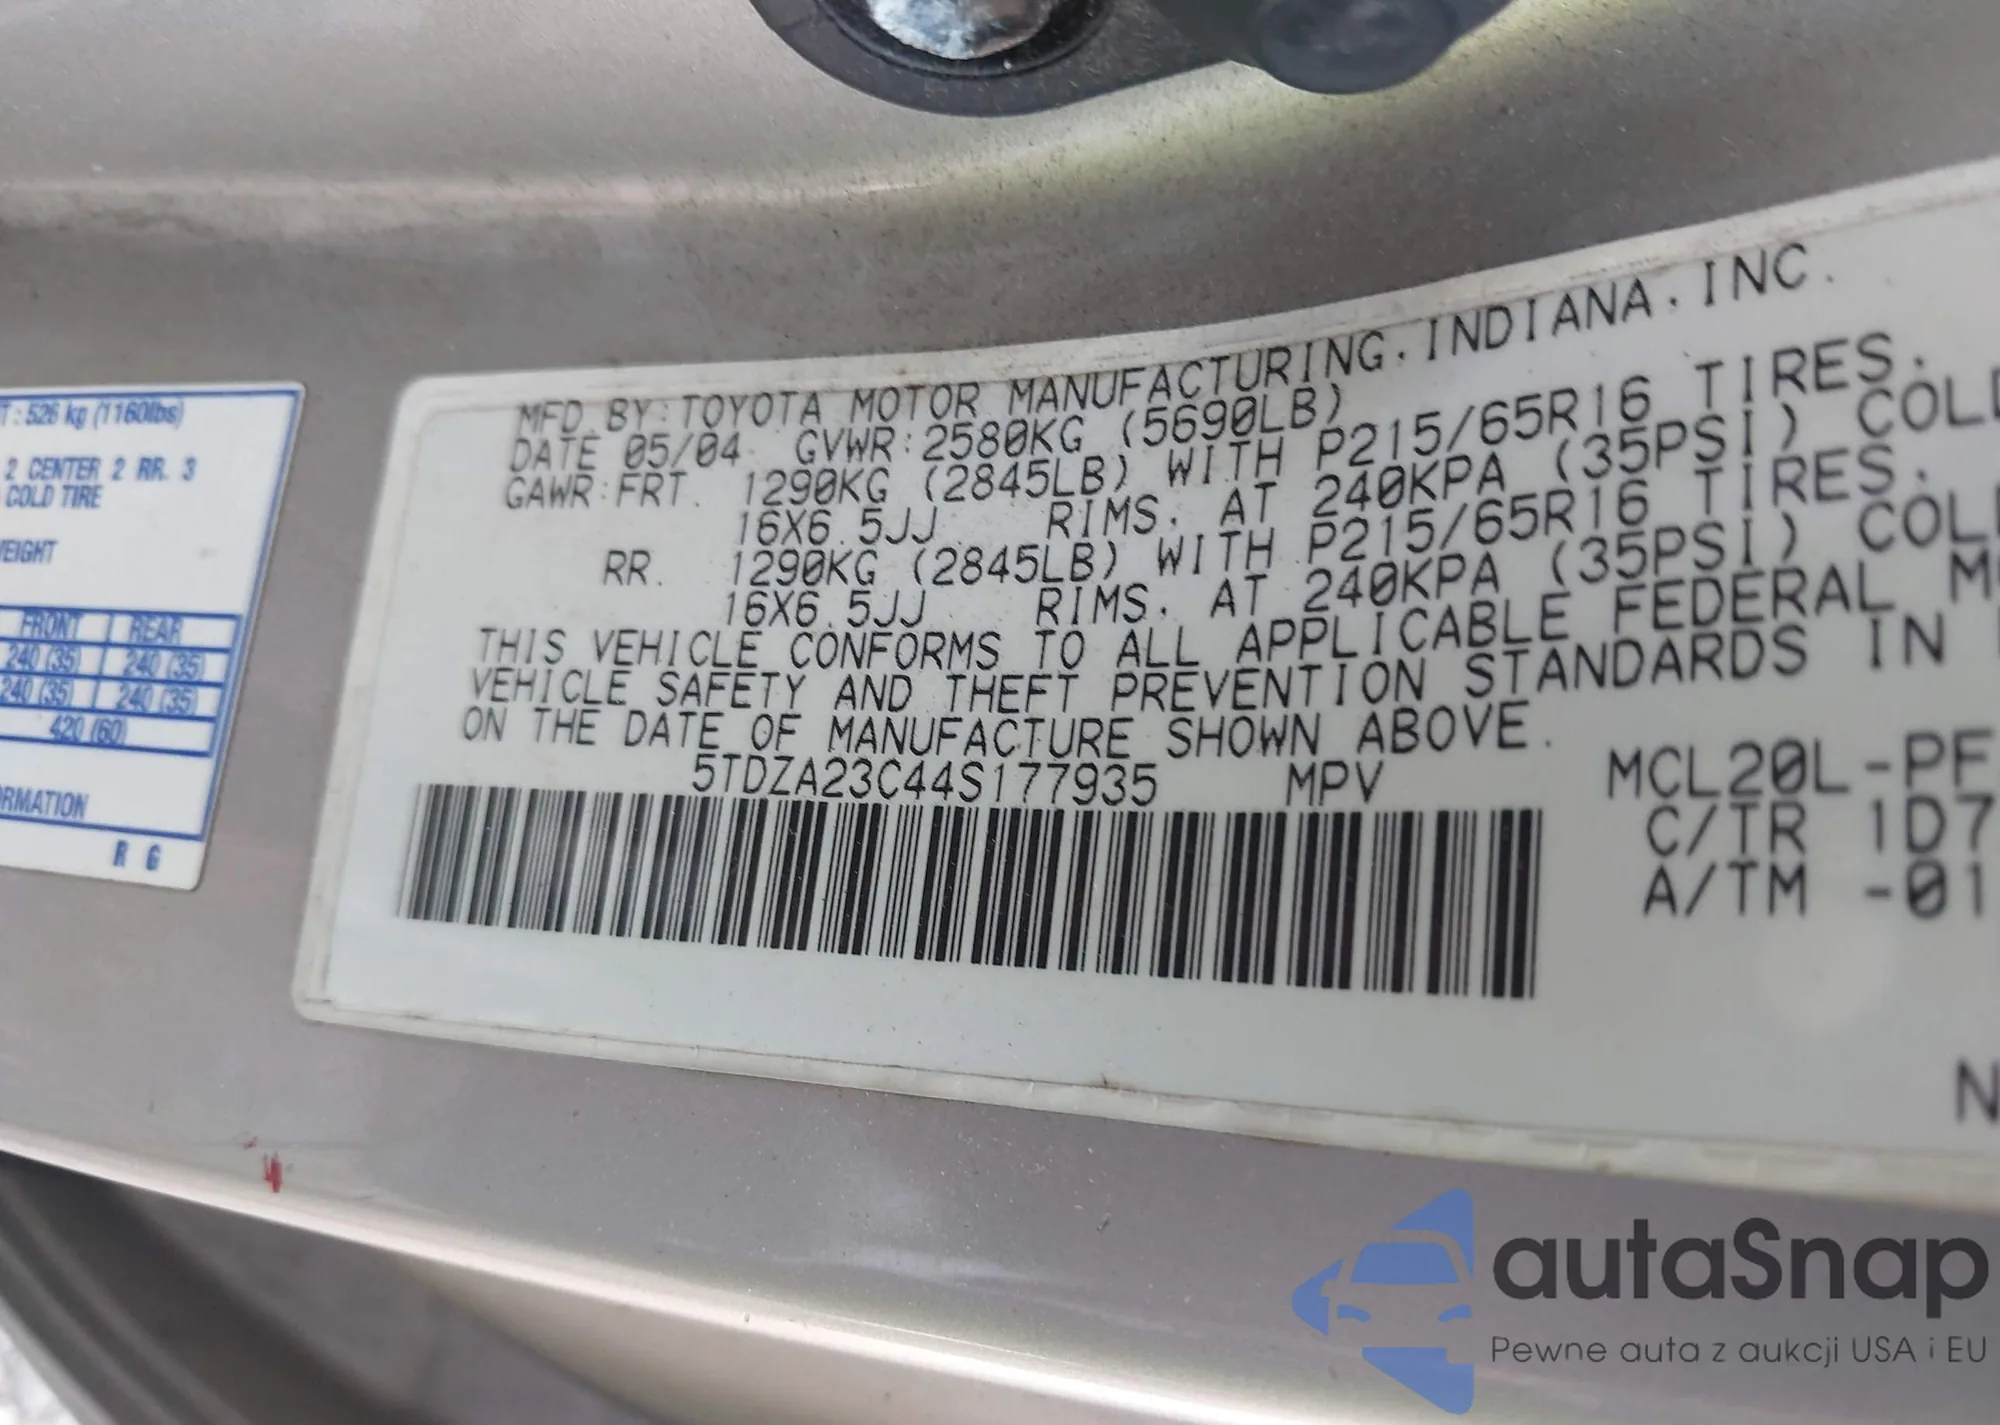 T: 526 kg (1160lbs)
2 CENTER 2 RR. 3
COLD TIRE
WEIGHT
FRONT REAR
240 (35) 240 (35)
240 (35) 240 (35)
420 (60)
RMATION
R G
MFD. BY: TOYOTA MOTOR MANUFACTURING, INDIANA, INC.
DATE 05/04 GVWR: 2580KG (5690LB)
GAWR: FRT. 1290KG (2845LB) WITH P215/65R16 TIRES.
16X6.5JJ RIMS. AT 240KPA (35PSI) COLD
RR. 1290KG (2845LB) WITH P215/65R16 TIRES.
16X6.5JJ RIMS. AT 240KPA (35PSI) COL
THIS VEHICLE CONFORMS TO ALL APPLICABLE FEDERAL M
VEHICLE SAFETY AND THEFT PREVENTION STANDARDS IN
ON THE DATE OF MANUFACTURE SHOWN ABOVE.
5TDZA23C44S177935 MPV MCL20L-PF
C/TR 1D7
A/TM -01
N
autaSnap
Pewne auta z aukcji USA i EU